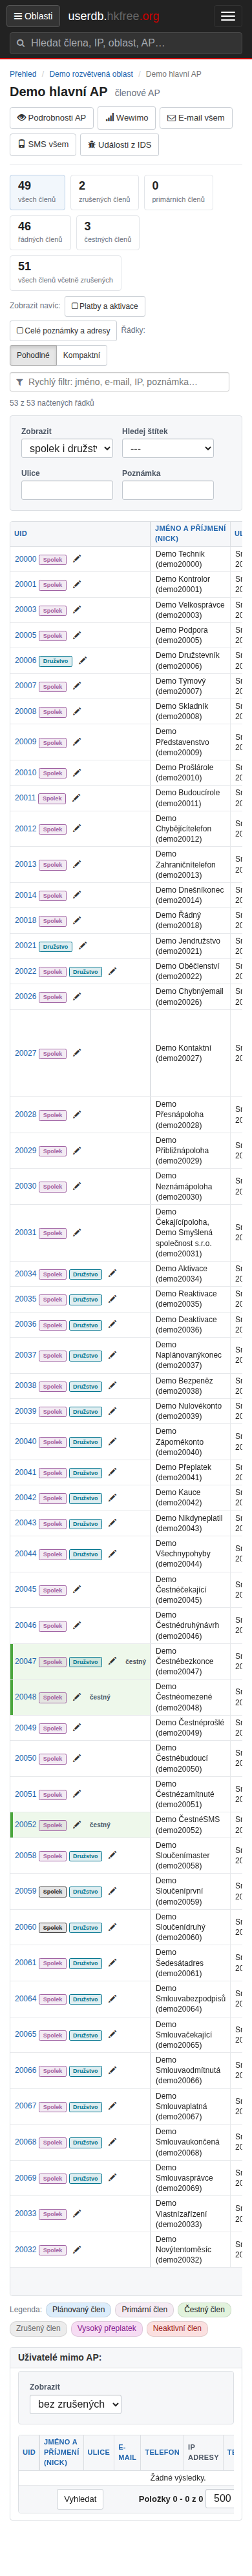 Oblasti
userdb.hkfree.org
Hledat člena, IP, oblast, AP…
Přehled / Demo rozvětvená oblast / Demo hlavní AP
Demo hlavní AP členové AP
Podrobnosti AP
Wewimo
E-mail všem
SMS všem
Události z IDS
49
všech členů
2
zrušených členů
0
primárních členů
46
řádných členů
3
čestných členů
51
všech členů včetně zrušených
Zobrazit navíc:
Platby a aktivace
Celé poznámky a adresy
Řádky:
Pohodlné
Kompaktní
Rychlý filtr: jméno, e-mail, IP, poznámka…
53 z 53 načtených řádků
Zobrazit
Hledej štítek
spolek i družstv
---
Ulice
Poznámka
UID
JMÉNO A PŘÍJMENÍ (NICK)
20000 Spolek Demo Technik (demo20000)
20001 Spolek Demo Kontrolor (demo20001)
20003 Spolek Demo Velkosprávce (demo20003)
20005 Spolek Demo Podpora (demo20005)
20006 Družstvo Demo Družstevník (demo20006)
20007 Spolek Demo Týmový (demo20007)
20008 Spolek Demo Skladník (demo20008)
20009 Spolek Demo Představenstvo (demo20009)
20010 Spolek Demo Prošlárole (demo20010)
20011 Spolek Demo Budoucírole (demo20011)
20012 Spolek Demo Chybějícítelefon (demo20012)
20013 Spolek Demo Zahraničnítelefon (demo20013)
20014 Spolek Demo Dnešníkonec (demo20014)
20018 Spolek Demo Řádný (demo20018)
20021 Družstvo Demo Jendružstvo (demo20021)
20022 Spolek Družstvo Demo Oběčlenství (demo20022)
20026 Spolek Demo Chybnýemail (demo20026)
20027 Spolek Demo Kontaktní (demo20027)
20028 Spolek Demo Přesnápoloha (demo20028)
20029 Spolek Demo Přibližnápoloha (demo20029)
20030 Spolek Demo Neznámápoloha (demo20030)
20031 Spolek Demo Čekajícípoloha, Demo Smyšlená společnost s.r.o. (demo20031)
20034 Spolek Družstvo Demo Aktivace (demo20034)
20035 Spolek Družstvo Demo Reaktivace (demo20035)
20036 Spolek Družstvo Demo Deaktivace (demo20036)
20037 Spolek Družstvo Demo Naplánovanýkonec (demo20037)
20038 Spolek Družstvo Demo Bezpeněz (demo20038)
20039 Spolek Družstvo Demo Nulovékonto (demo20039)
20040 Spolek Družstvo Demo Zápornékonto (demo20040)
20041 Spolek Družstvo Demo Přeplatek (demo20041)
20042 Spolek Družstvo Demo Kauce (demo20042)
20043 Spolek Družstvo Demo Nikdyneplatil (demo20043)
20044 Spolek Družstvo Demo Všechnypohyby (demo20044)
20045 Spolek Demo Čestnéčekající (demo20045)
20046 Spolek Demo Čestnédruhýnávrh (demo20046)
20047 Spolek Družstvo čestný Demo Čestnébezkonce (demo20047)
20048 Spolek čestný Demo Čestnéomezené (demo20048)
20049 Spolek Demo Čestnéprošlé (demo20049)
20050 Spolek Demo Čestnébudoucí (demo20050)
20051 Spolek Demo Čestnézamítnuté (demo20051)
20052 Spolek čestný Demo ČestnéSMS (demo20052)
20058 Spolek Družstvo Demo Sloučenímaster (demo20058)
20059 Spolek Družstvo Demo Sloučeníprvní (demo20059)
20060 Spolek Družstvo Demo Sloučenídruhý (demo20060)
20061 Spolek Družstvo Demo Šedesátadres (demo20061)
20064 Spolek Družstvo Demo Smlouvabezpodpisů (demo20064)
20065 Spolek Družstvo Demo Smlouvačekající (demo20065)
20066 Spolek Družstvo Demo Smlouvaodmítnutá (demo20066)
20067 Spolek Družstvo Demo Smlouvaplatná (demo20067)
20068 Spolek Družstvo Demo Smlouvaukončená (demo20068)
20069 Spolek Družstvo Demo Smlouvasprávce (demo20069)
20033 Spolek Demo Vlastnízařízení (demo20033)
20032 Spolek Demo Novýtentoměsíc (demo20032)
Legenda: Plánovaný člen Primární člen Čestný člen
Zrušený člen Vysoký přeplatek Neaktivní člen
Uživatelé mimo AP:
Zobrazit
bez zrušených
UID JMÉNO A PŘÍJMENÍ (NICK) ULICE E-MAIL TELEFON IP ADRESY
Žádné výsledky.
Vyhledat
Položky 0 - 0 z 0
500